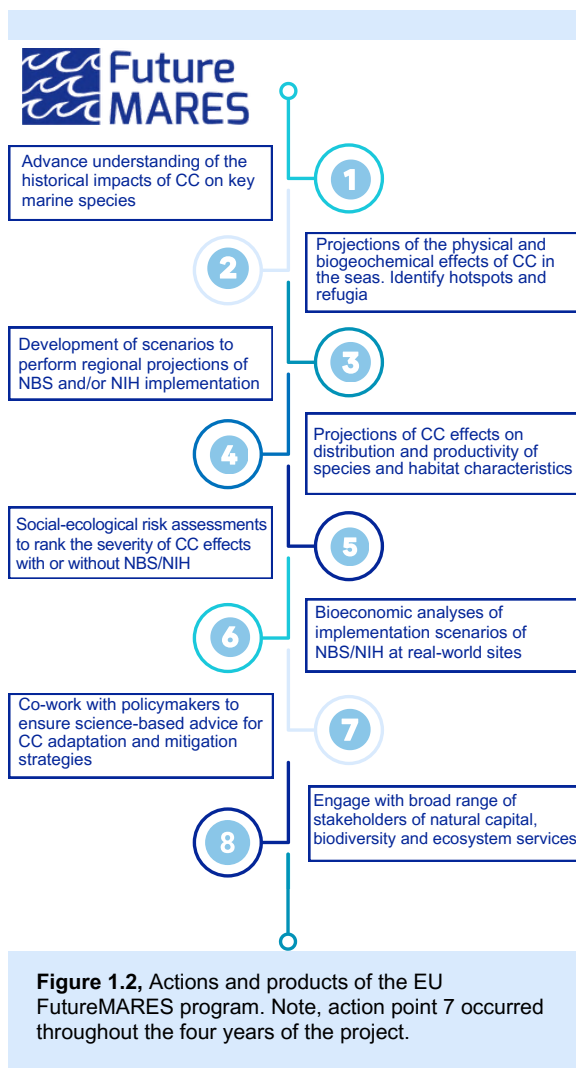 Future
MARES
Advance understanding of the
historical impacts of CC on key
marine species
1
2
Projections of the physical and
biogeochemical effects of CC in
the seas. Identify hotspots and
refugia
Development of scenarios to
perform regional projections of
NBS and/or NIH implementation
3
4
Projections of CC effects on
distribution and productivity of
species and habitat characteristics
Social-ecological risk assessments
to rank the severity of CC effects
with or without NBS/NIH
5
6
Bioeconomic analyses of
implementation scenarios of
NBS/NIH at real-world sites
Co-work with policymakers to
ensure science-based advice for
CC adaptation and mitigation
strategies
7
8
Engage with broad range of
stakeholders of natural capital,
biodiversity and ecosystem services
Figure 1.2, Actions and products of the EU
FutureMARES program. Note, action point 7 occurred
throughout the four years of the project.